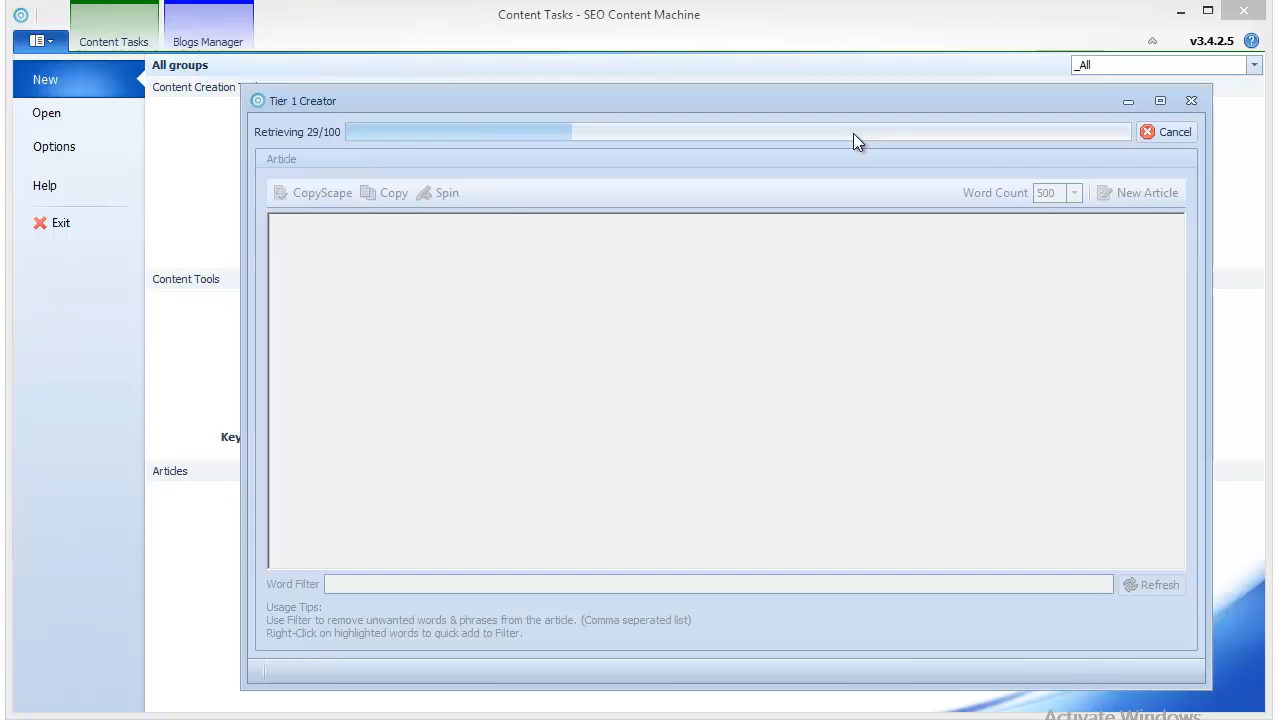 Content Tasks - SEO Content Machine
Content Tasks
Blogs Manager
v3.4.2.5
New
All groups
_All
Content Creation
Tier 1 Creator
Open
Retrieving 29/100
Cancel
Options
Article
Help
CopyScape
Copy
Spin
Word Count
500
New Article
Exit
Content Tools
Key
Articles
Word Filter
Refresh
Usage Tips:
Use Filter to remove unwanted words & phrases from the article. (Comma seperated list)
Right-Click on highlighted words to quick add to Filter.
Activate Windows